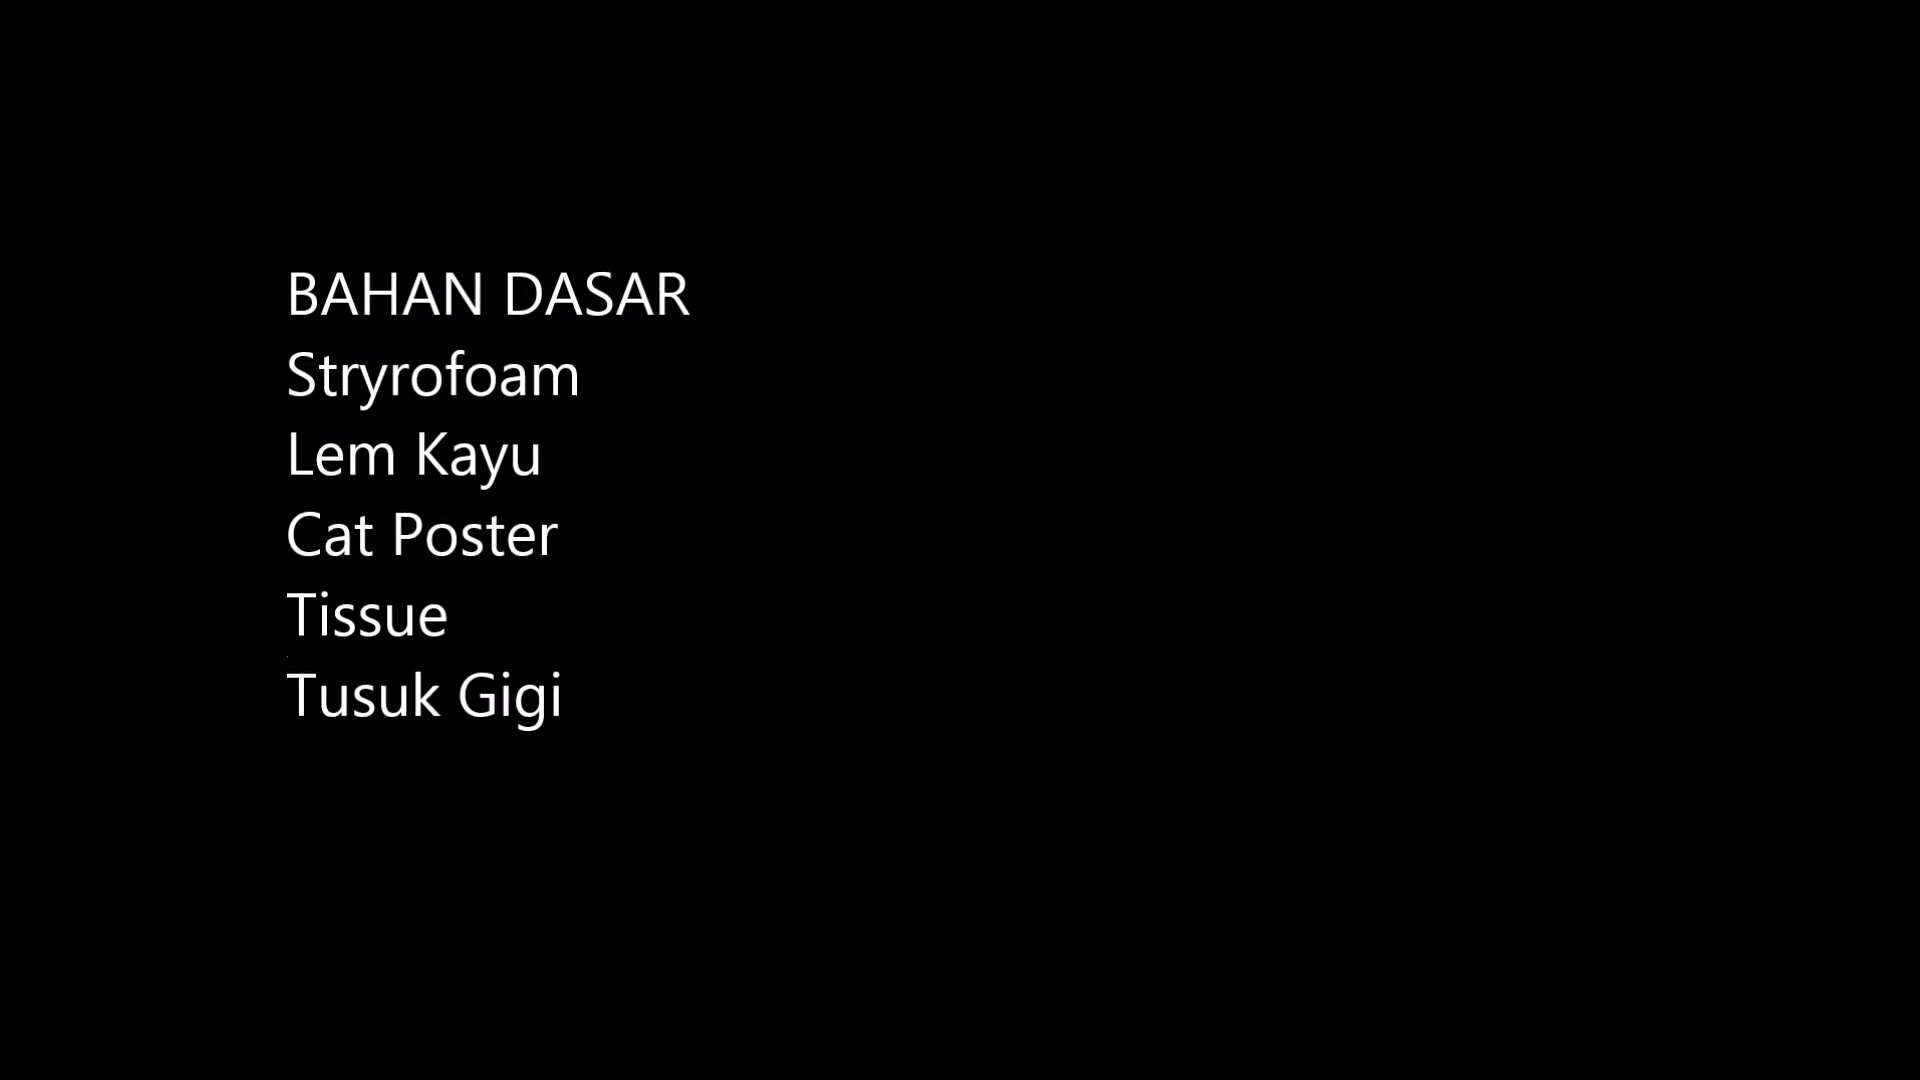 BAHAN DASAR
Stryrofoam
Lem Kayu
Cat Poster
Tissue
Tusuk Gigi